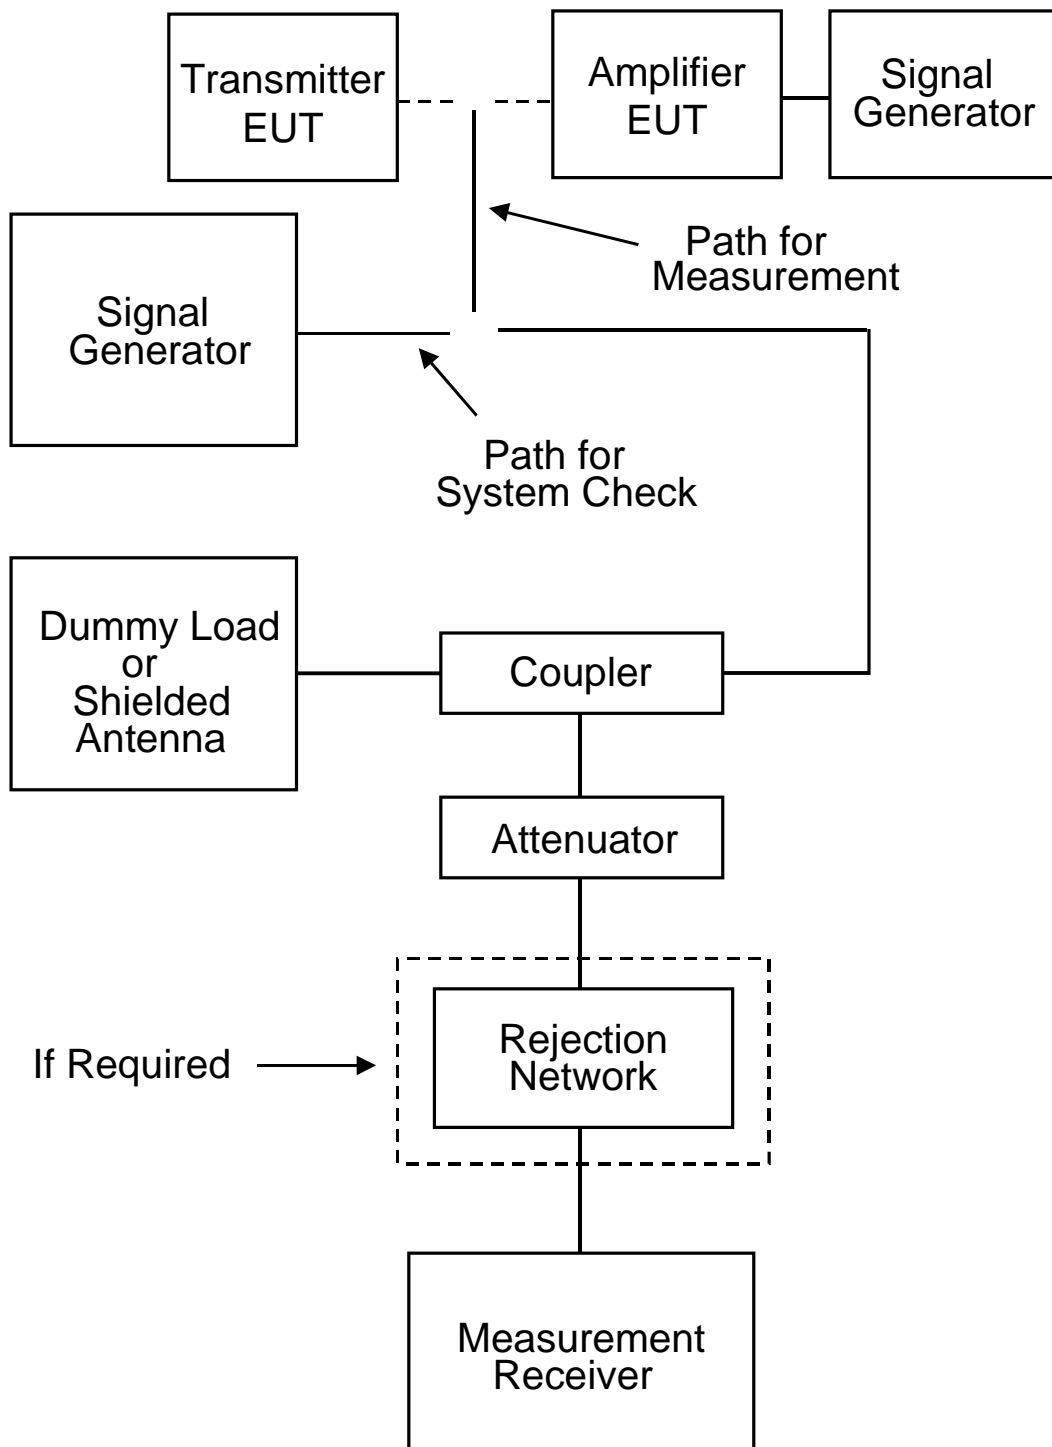 Transmitter
EUT
Amplifier
EUT
Signal
Generator
Path for
Measurement
Signal
Generator
Path for
System Check
Dummy Load
or
Shielded
Antenna
Coupler
Attenuator
If Required
Rejection
Network
Measurement
Receiver